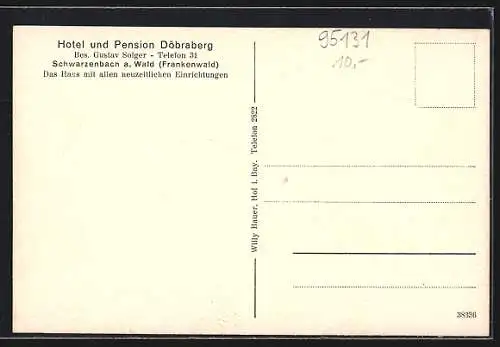 Hotel und Pension Döbraberg
Bes. Gustav Solger - Telefon 31
Schwarzenbach a. Wald (Frankenwald)
Das Haus mit allen neuzeitlichen Einrichtungen
95131
10,-
Willy Bauer, Hof i. Bay. Telefon 2822
38336